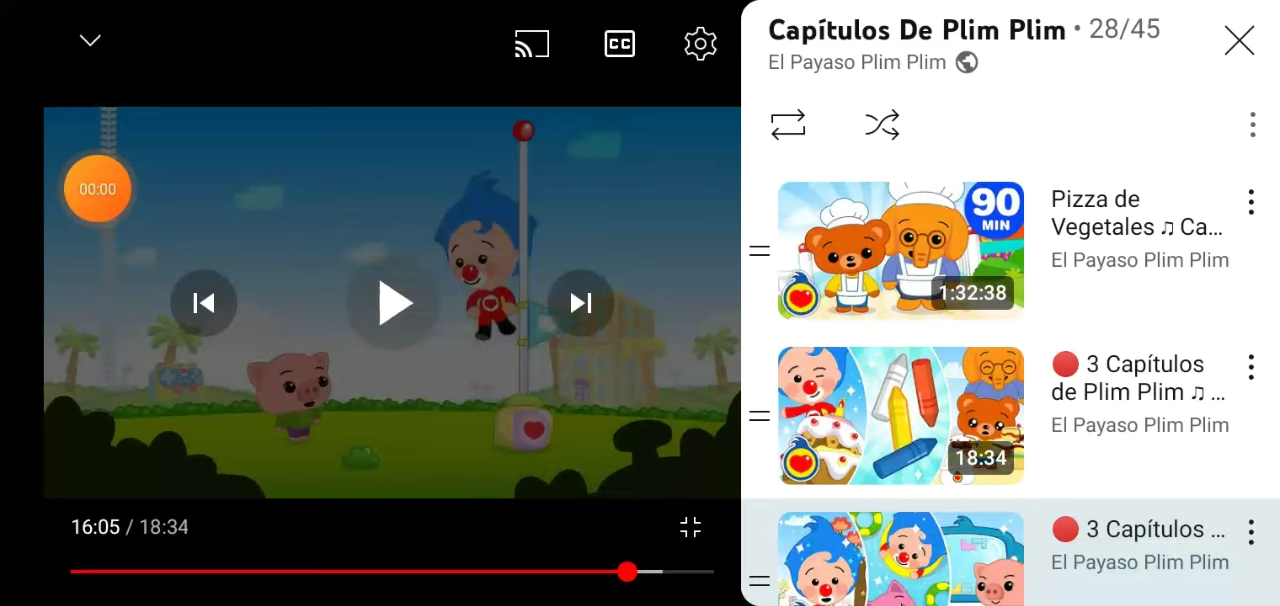 Capítulos De Plim Plim • 28/45
El Payaso Plim Plim
CC
00:00
90
MIN
1:32:38
Pizza de
Vegetales ♫ Ca...
El Payaso Plim Plim
18:34
🔴 3 Capítulos
de Plim Plim ♫ ...
El Payaso Plim Plim
16:05 / 18:34
🔴 3 Capítulos ...
El Payaso Plim Plim